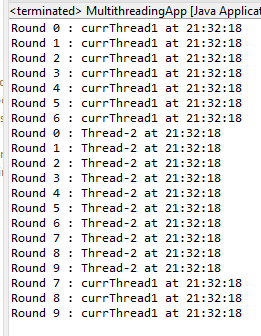 <terminated> MultithreadingApp [Java Applicat
Round 0 : currThread1 at 21:32:18
Round 1 : currThread1 at 21:32:18
Round 2 : currThread1 at 21:32:18
Round 3 : currThread1 at 21:32:18
Round 4 : currThread1 at 21:32:18
Round 5 : currThread1 at 21:32:18
Round 6 : currThread1 at 21:32:18
Round 0 : Thread-2 at 21:32:18
Round 1 : Thread-2 at 21:32:18
Round 2 : Thread-2 at 21:32:18
Round 3 : Thread-2 at 21:32:18
Round 4 : Thread-2 at 21:32:18
Round 5 : Thread-2 at 21:32:18
Round 6 : Thread-2 at 21:32:18
Round 7 : Thread-2 at 21:32:18
Round 8 : Thread-2 at 21:32:18
Round 9 : Thread-2 at 21:32:18
Round 7 : currThread1 at 21:32:18
Round 8 : currThread1 at 21:32:18
Round 9 : currThread1 at 21:32:18